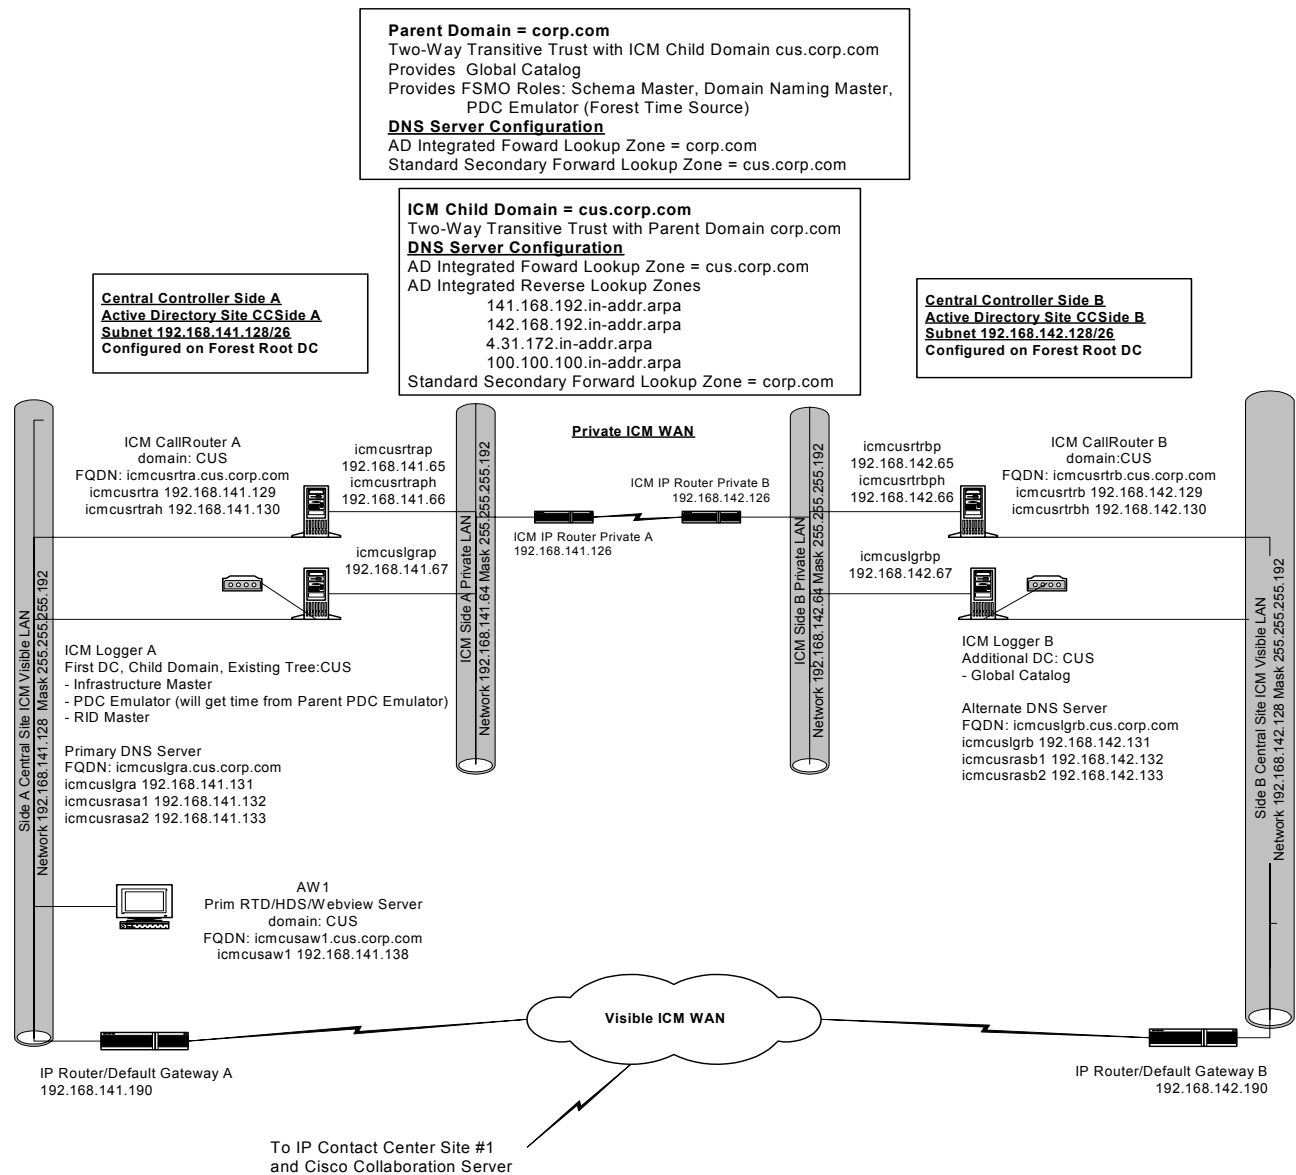 Parent Domain = corp.com
Two-Way Transitive Trust with ICM Child Domain cus.corp.com
Provides Global Catalog
Provides FSMO Roles: Schema Master, Domain Naming Master,
PDC Emulator (Forest Time Source)
DNS Server Configuration
AD Integrated Foward Lookup Zone = corp.com
Standard Secondary Forward Lookup Zone = cus.corp.com
ICM Child Domain = cus.corp.com
Two-Way Transitive Trust with Parent Domain corp.com
DNS Server Configuration
AD Integrated Foward Lookup Zone = cus.corp.com
AD Integrated Reverse Lookup Zones
141.168.192.in-addr.arpa
142.168.192.in-addr.arpa
4.31.172.in-addr.arpa
100.100.100.in-addr.arpa
Standard Secondary Forward Lookup Zone = corp.com
Central Controller Side A
Active Directory Site CCSide A
Subnet 192.168.141.128/26
Configured on Forest Root DC
Central Controller Side B
Active Directory Site CCSide B
Subnet 192.168.142.128/26
Configured on Forest Root DC
Side A Central Site ICM Visible LAN
Network 192.168.141.128 Mask 255.255.255.192
ICM CallRouter A
domain: CUS
FQDN: icmcusrtra.cus.corp.com
icmcusrtra 192.168.141.129
icmcusrtrah 192.168.141.130
icmcusrtrap
192.168.141.65
icmcusrtraph
192.168.141.66
icmcuslgrap
192.168.141.67
ICM Side A Private LAN
Network 192.168.141.64 Mask 255.255.255.192
Private ICM WAN
ICM IP Router Private B
192.168.142.126
ICM IP Router Private A
192.168.141.126
ICM Side B Private LAN
Network 192.168.142.64 Mask 255.255.255.192
icmcusrtrbp
192.168.142.65
icmcusrtrbph
192.168.142.66
icmcuslgrbp
192.168.142.67
ICM CallRouter B
domain:CUS
FQDN: icmcusrtrb.cus.corp.com
icmcusrtrb 192.168.142.129
icmcusrtrbh 192.168.142.130
Side B Central Site ICM Visible LAN
Network 192.168.142.128 Mask 255.255.255.192
ICM Logger A
First DC, Child Domain, Existing Tree:CUS
- Infrastructure Master
- PDC Emulator (will get time from Parent PDC Emulator)
- RID Master
Primary DNS Server
FQDN: icmcuslgra.cus.corp.com
icmcuslgra 192.168.141.131
icmcusrasa1 192.168.141.132
icmcusrasa2 192.168.141.133
ICM Logger B
Additional DC: CUS
- Global Catalog
Alternate DNS Server
FQDN: icmcuslgrb.cus.corp.com
icmcuslgrb 192.168.142.131
icmcusrasb1 192.168.142.132
icmcusrasb2 192.168.142.133
AW1
Prim RTD/HDS/Webview Server
domain: CUS
FQDN: icmcusaw1.cus.corp.com
icmcusaw1 192.168.141.138
Visible ICM WAN
IP Router/Default Gateway A
192.168.141.190
IP Router/Default Gateway B
192.168.142.190
To IP Contact Center Site #1
and Cisco Collaboration Server